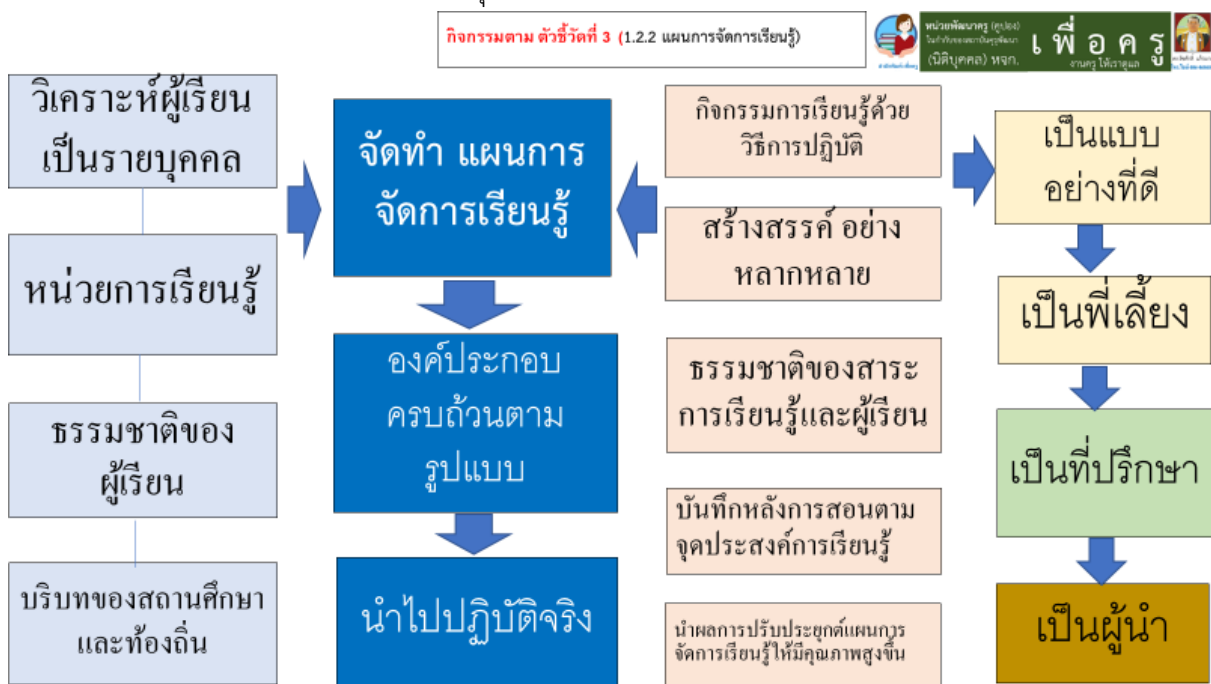 กิจกรรมตาม ตัวชี้วัดที่ 3 (1.2.2 แผนการจัดการเรียนรู้)
หน่วยพัฒนาครู (คูปอง)
(นิติบุคคล) หจก.
เพื่อครู
งานครู ให้เราดูแล
วิเคราะห์ผู้เรียน
เป็นรายบุคคล
หน่วยการเรียนรู้
ธรรมชาติของ
ผู้เรียน
บริบทของสถานศึกษา
และท้องถิ่น
จัดทำ แผนการ
จัดการเรียนรู้
องค์ประกอบ
ครบถ้วนตาม
รูปแบบ
นำไปปฏิบัติจริง
กิจกรรมการเรียนรู้ด้วย
วิธีการปฏิบัติ
สร้างสรรค์ อย่าง
หลากหลาย
ธรรมชาติของสาระ
การเรียนรู้และผู้เรียน
บันทึกหลังการสอนตาม
จุดประสงค์การเรียนรู้
นำผลการปรับประยุกต์แผนการ
จัดการเรียนรู้ให้มีคุณภาพสูงขึ้น
เป็นแบบ
อย่างที่ดี
เป็นพี่เลี้ยง
เป็นที่ปรึกษา
เป็นผู้นำ